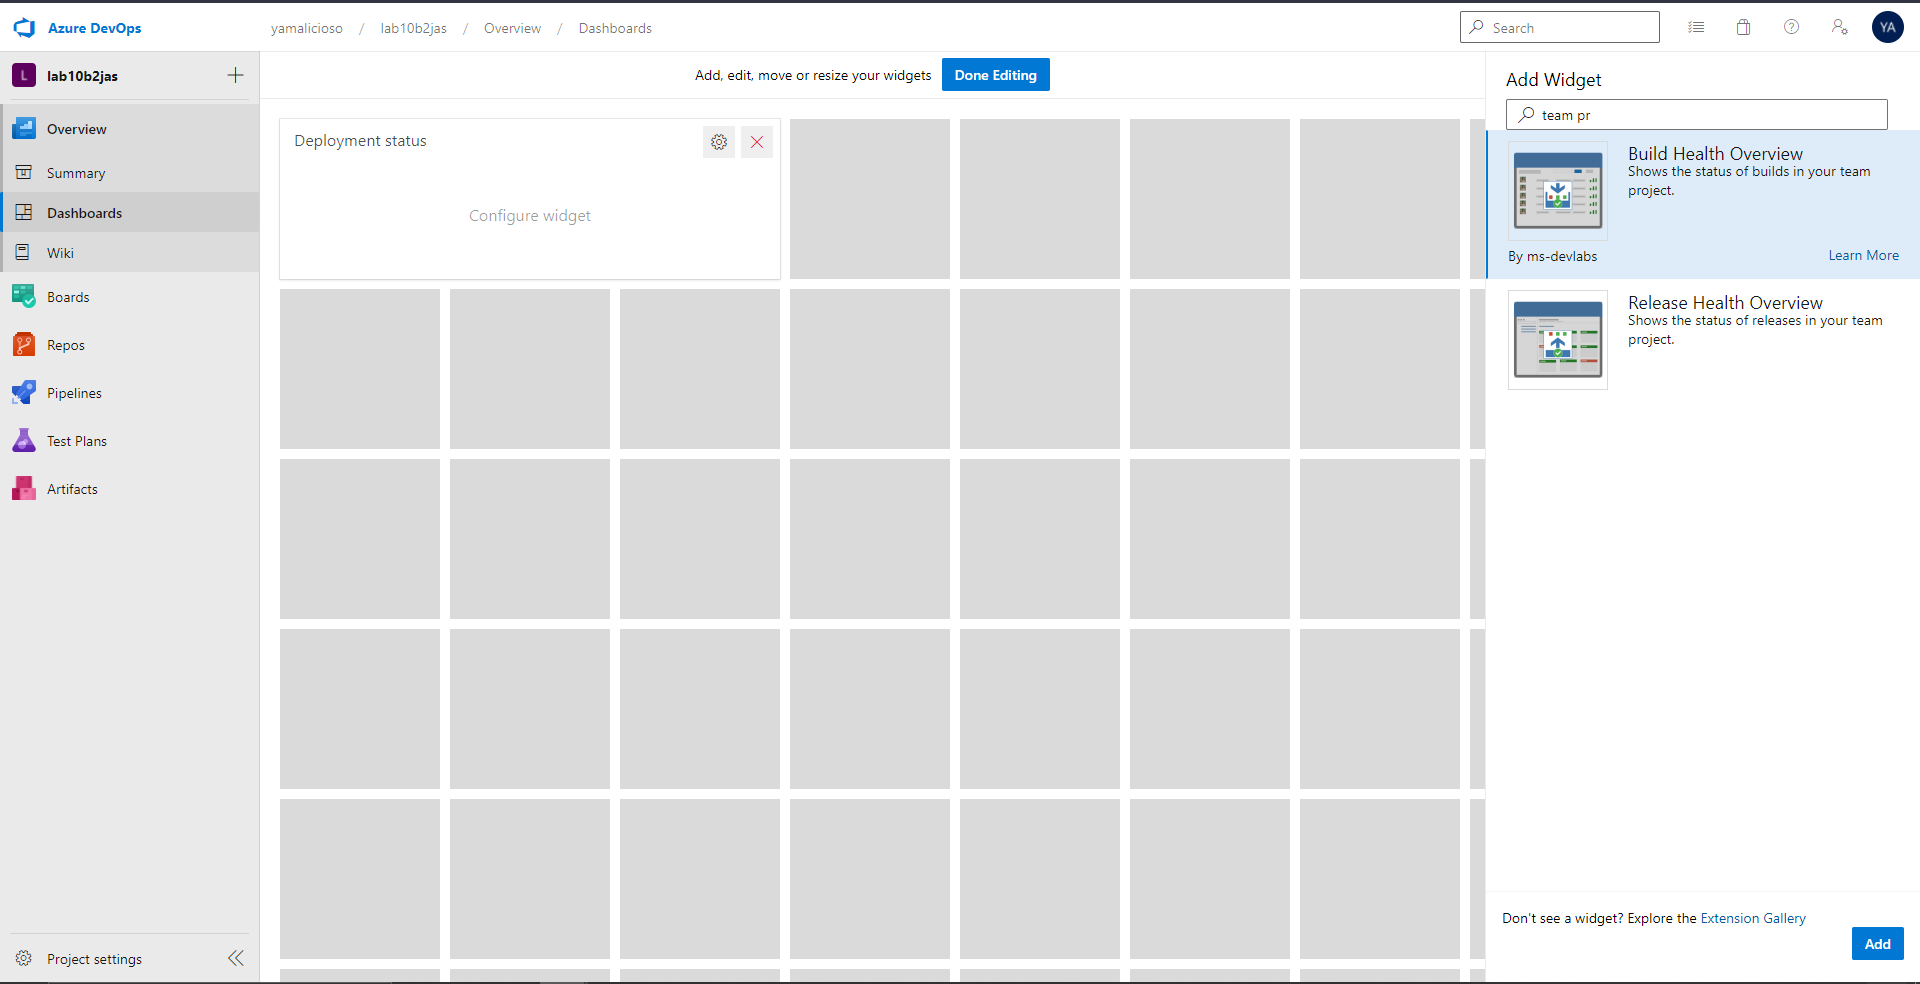 Azure DevOps
yamalicioso / lab10b2jas / Overview / Dashboards
Search
YA
L lab10b2jas
Overview
Summary
Dashboards
Wiki
Boards
Repos
Pipelines
Test Plans
Artifacts
Project settings
Add, edit, move or resize your widgets Done Editing
Deployment status
Configure widget
Add Widget
team pr
Build Health Overview
Shows the status of builds in your team
project.
By ms-devlabs Learn More
Release Health Overview
Shows the status of releases in your team
project.
Don't see a widget? Explore the Extension Gallery
Add